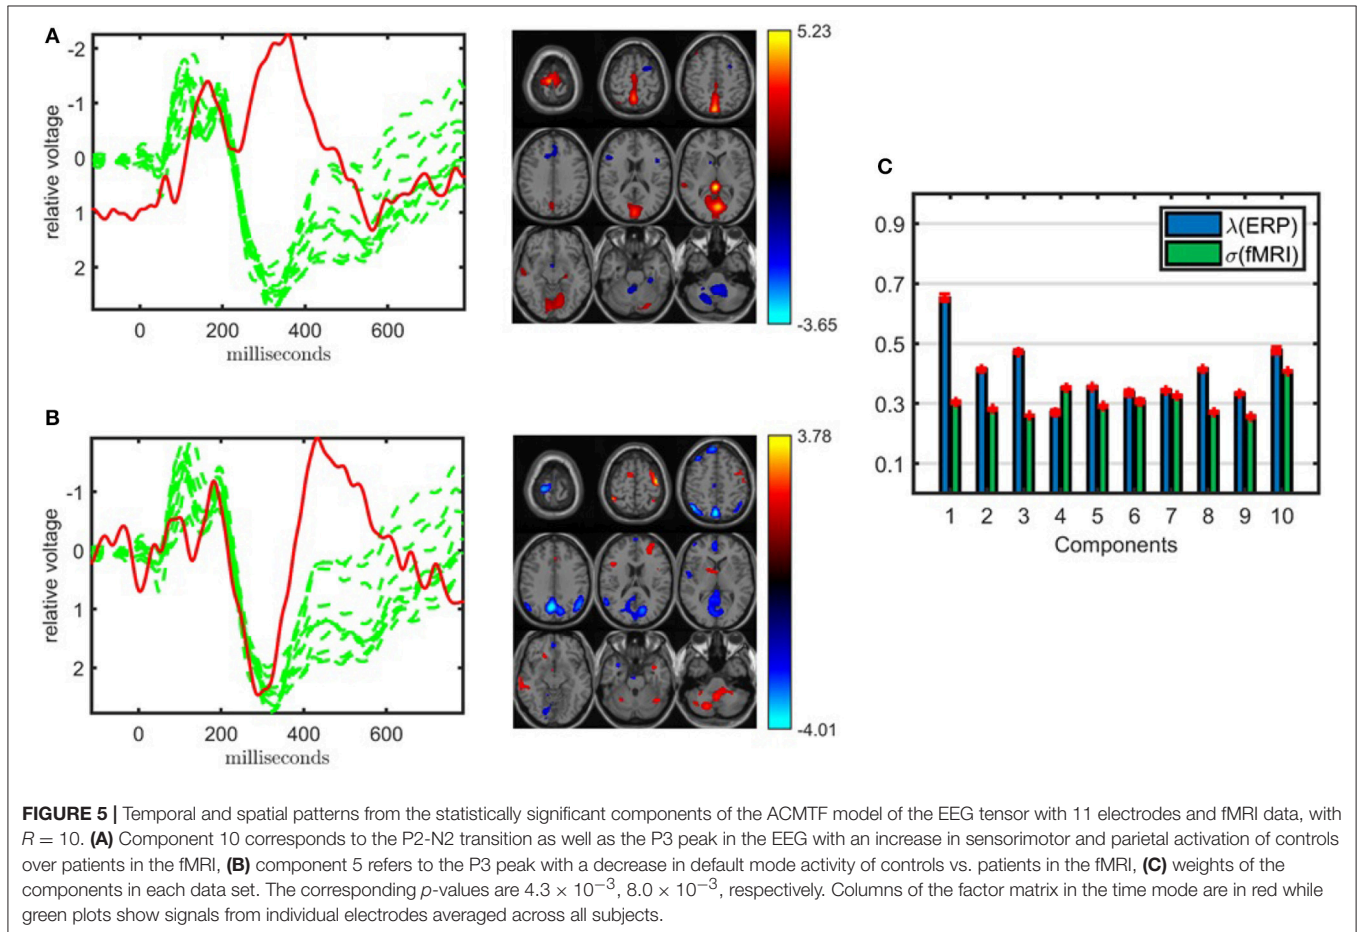 A
-2
-1
0
1
2
relative voltage
0 200 400 600
milliseconds
5.23
-3.65
B
-1
0
1
2
relative voltage
0 200 400 600
milliseconds
3.78
-4.01
C
λ(ERP)
σ(fMRI)
0.9
0.7
0.5
0.3
0.1
1 2 3 4 5 6 7 8 9 10
Components
FIGURE 5 | Temporal and spatial patterns from the statistically significant components of the ACMTF model of the EEG tensor with 11 electrodes and fMRI data, with
R = 10. (A) Component 10 corresponds to the P2-N2 transition as well as the P3 peak in the EEG with an increase in sensorimotor and parietal activation of controls
over patients in the fMRI, (B) component 5 refers to the P3 peak with a decrease in default mode activity of controls vs. patients in the fMRI, (C) weights of the
components in each data set. The corresponding p-values are 4.3 × 10⁻³, 8.0 × 10⁻³, respectively. Columns of the factor matrix in the time mode are in red while
green plots show signals from individual electrodes averaged across all subjects.